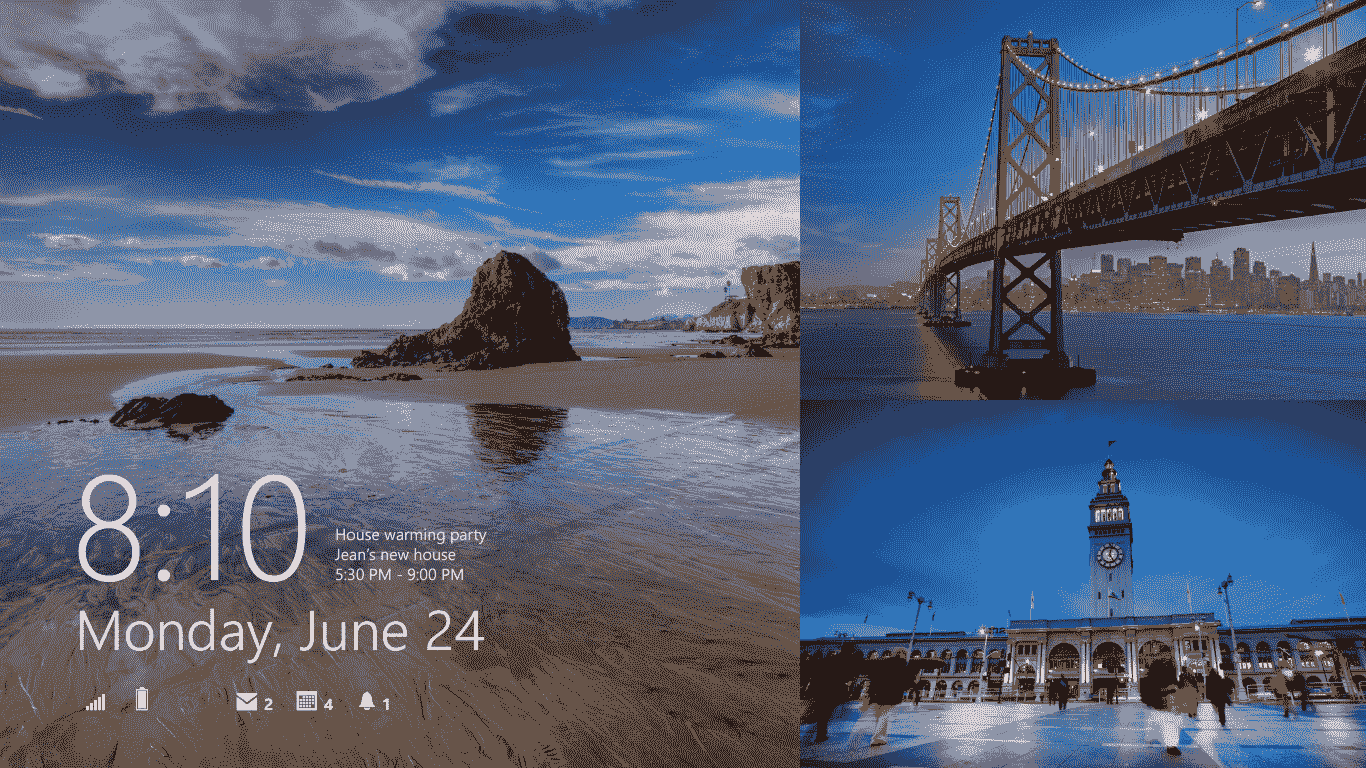 8:10
House warming party
Jean's new house
5:30 PM - 9:00 PM
Monday, June 24
2 4 1